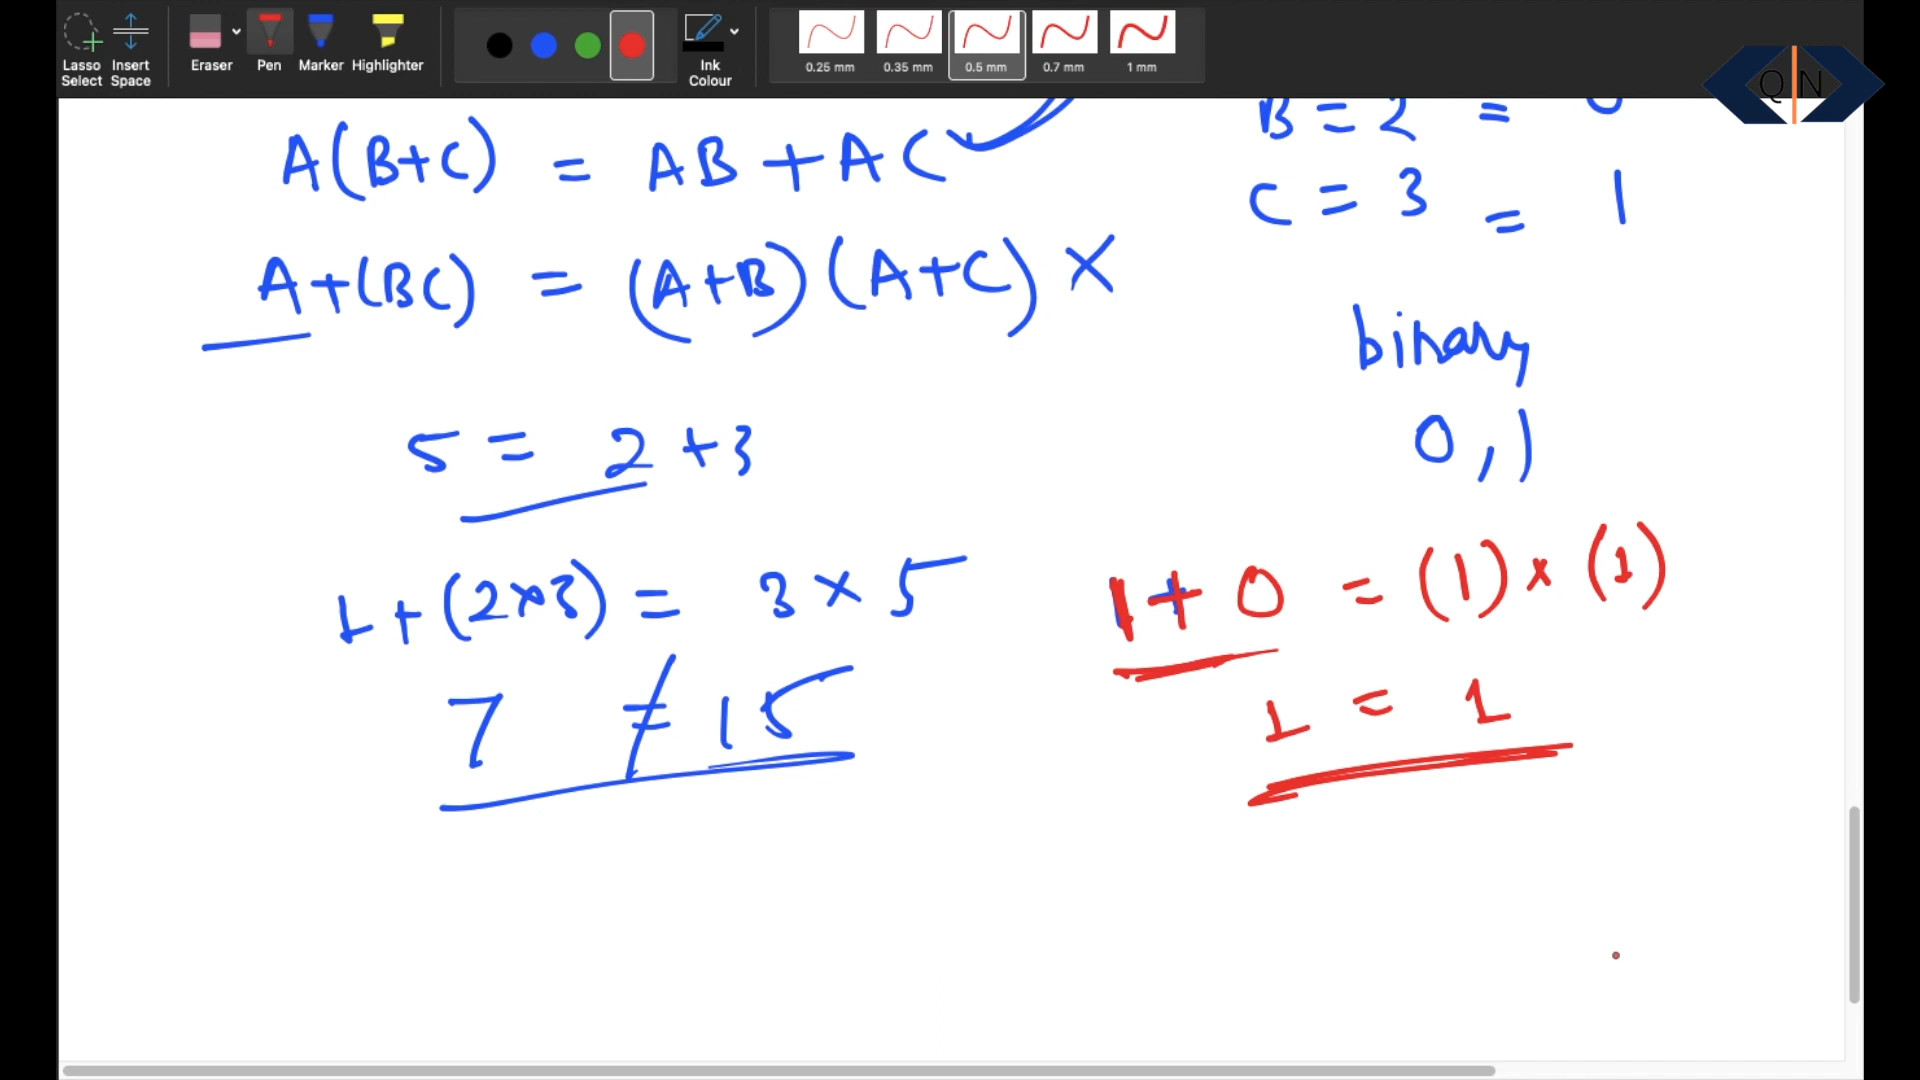 Lasso Select
Insert Space
Eraser
Pen
Marker
Highlighter
Ink Colour
0.25 mm
0.35 mm
0.5 mm
0.7 mm
1 mm
Q N
A(B+C) = AB + AC
B = 2 = 0
C = 3 = 1
A+(BC) = (A+B)(A+C) ×
binary
0, 1
5 = 2 + 3
1 + (2×3) = 3 × 5
7 ≠ 15
1 + 0 = (1) × (1)
1 = 1